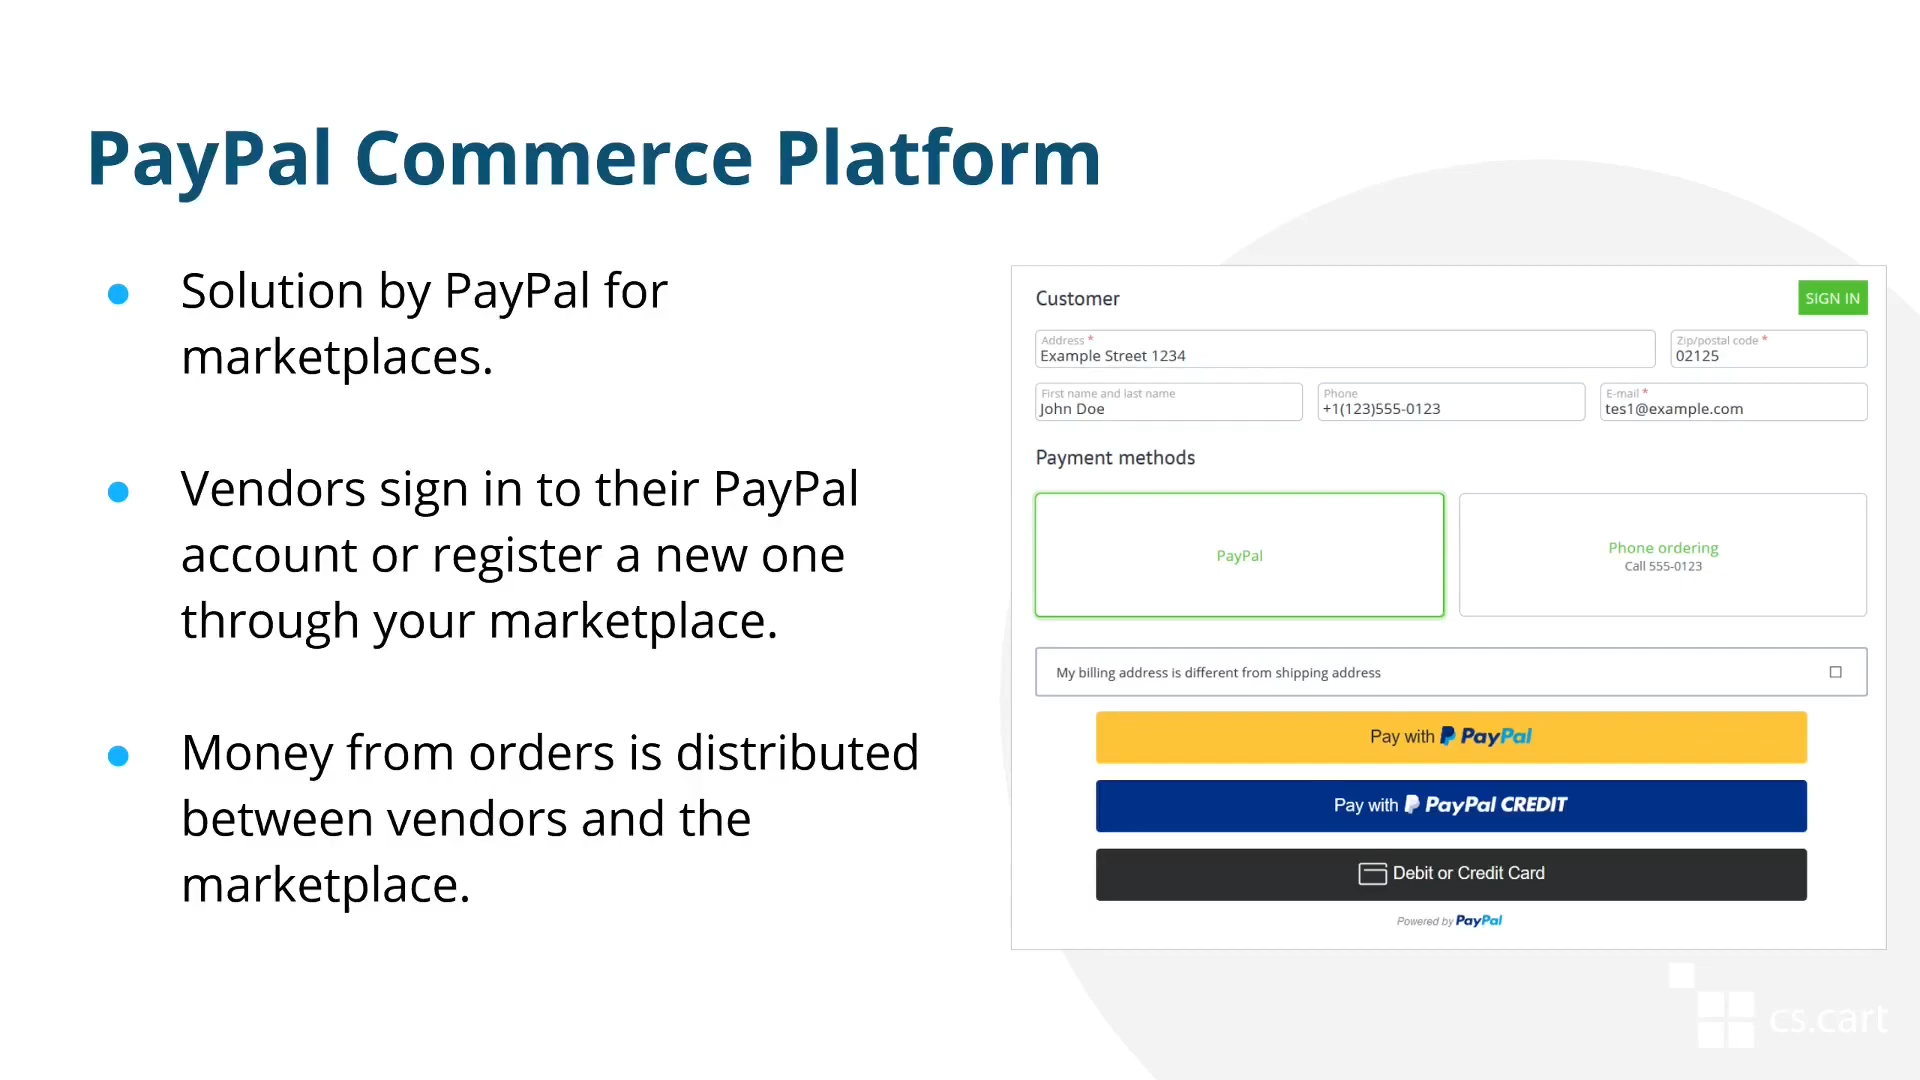 PayPal Commerce Platform
Solution by PayPal for
marketplaces.
Vendors sign in to their PayPal
account or register a new one
through your marketplace.
Money from orders is distributed
between vendors and the
marketplace.
Customer
SIGN IN
Address *
Example Street 1234
Zip/postal code *
02125
First name and last name
John Doe
Phone
+1(123)555-0123
E-mail *
tes1@example.com
Payment methods
PayPal
Phone ordering
Call 555-0123
My billing address is different from shipping address
Pay with PayPal
Pay with PayPal CREDIT
Debit or Credit Card
Powered by PayPal
cs.cart